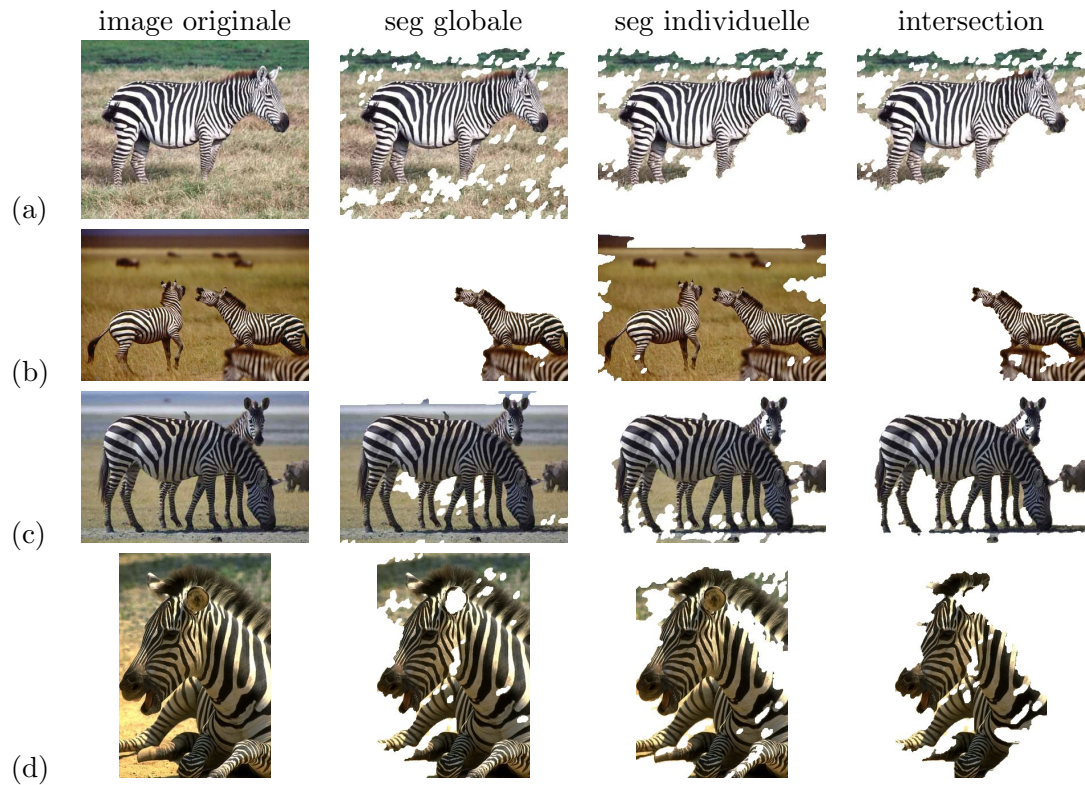 image originale seg globale seg individuelle intersection
(a)
(b)
(c)
(d)